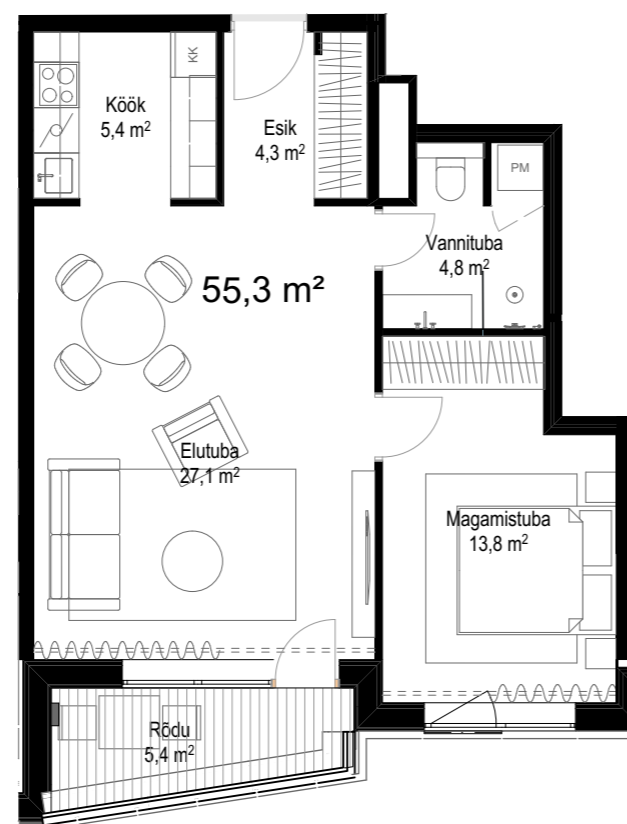 KK
Köök
5,4 m²
Esik
4,3 m²
PM
Vannituba
4,8 m²
55,3 m²
Elutuba
27,1 m²
Magamistuba
13,8 m²
Rõdu
5,4 m²